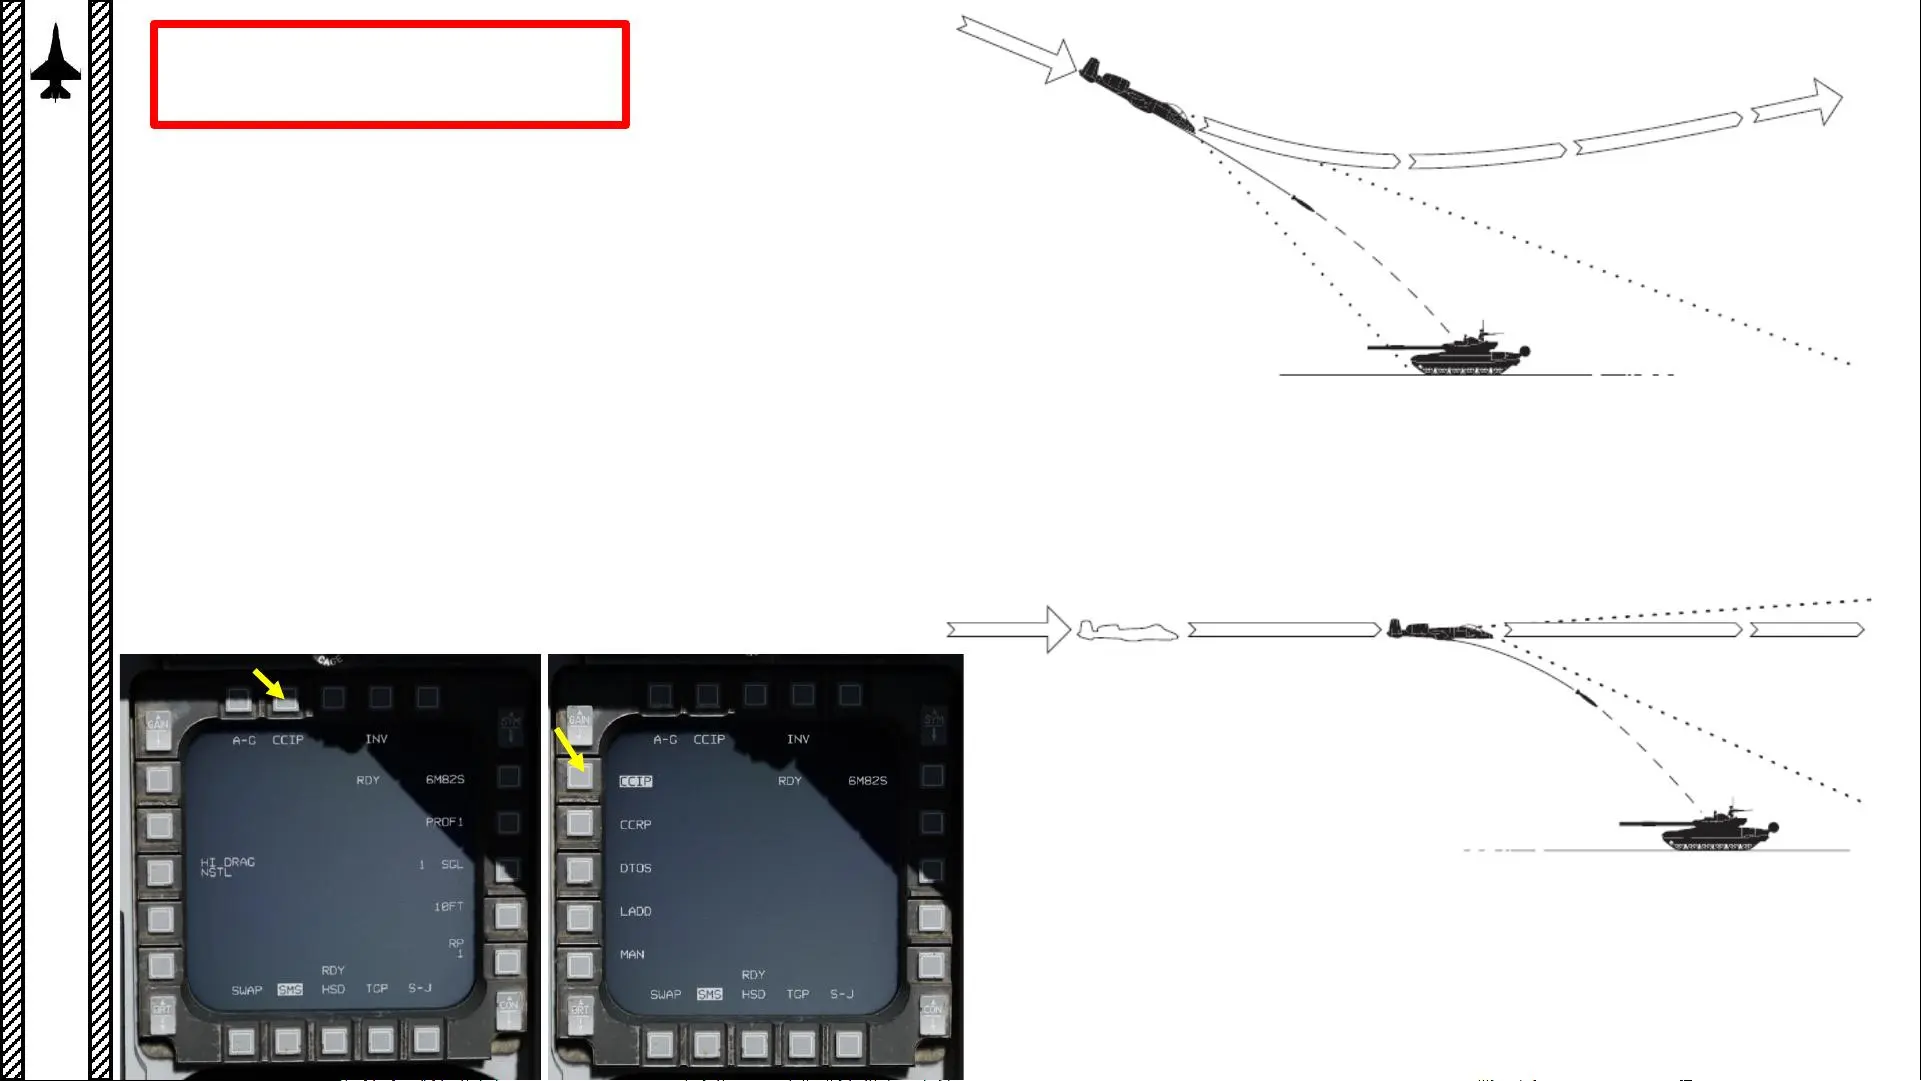 CAGE
GAIN
SYM
A-G CCIP INV
RDY 6M82S
PROF1
HI DRAG
NSTL
1 SGL
10FT
RP
1
RDY
SWAP SMS HSD TGP S-J
BRT
CON
GAIN
SYM
A-G CCIP INV
CCIP RDY 6M82S
CCRP
DTOS
LADD
MAN
RDY
SWAP SMS HSD TGP S-J
BRT
CON